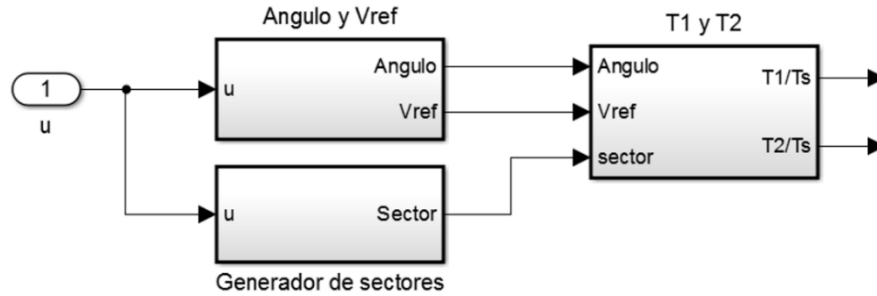 Angulo y Vref
T1 y T2
1
u
u
Angulo
Vref
Angulo
Vref
sector
T1/Ts
T2/Ts
u
Sector
Generador de sectores